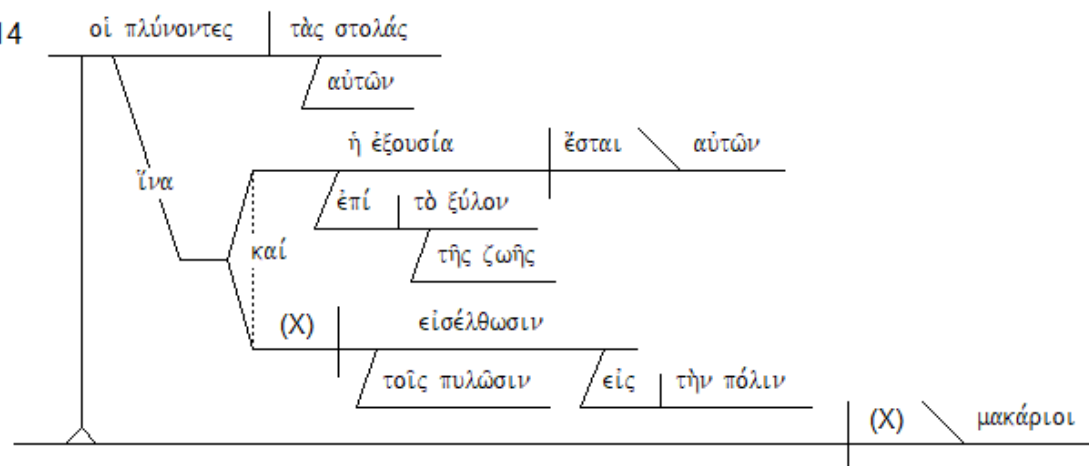 14 οἱ πλύνοντες τὰς στολάς
αὐτῶν
ἡ ἐξουσία ἔσται αὐτῶν
ἵνα ἐπί τὸ ξύλον
καί τῆς ζωῆς
(X) εἰσέλθωσιν
τοῖς πυλῶσιν εἰς τὴν πόλιν
(X) μακάριοι